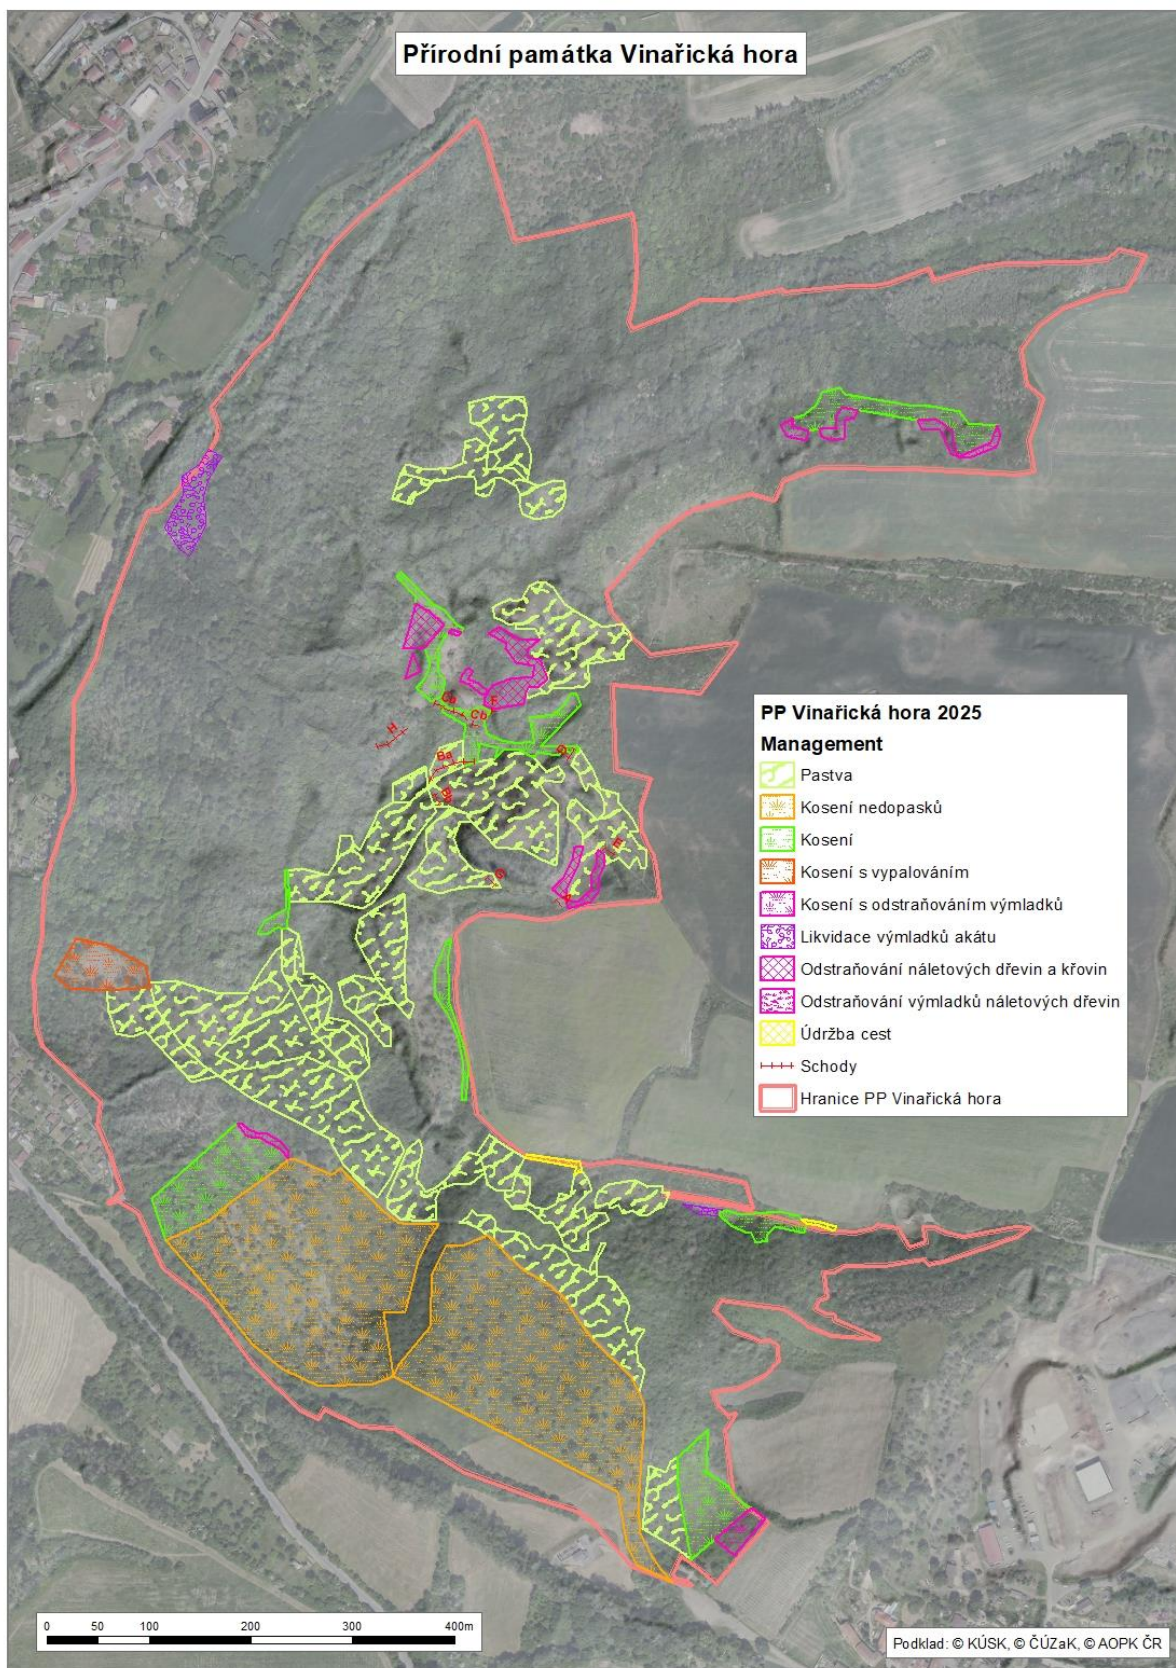 Přírodní památka Vinařická hora
F
Cb
H
Ba
E
G
A
PP Vinařická hora 2025
Management
Pastva
Kosení nedopasků
Kosení
Kosení s vypalováním
Kosení s odstraňováním výmladků
Likvidace výmladků akátu
Odstraňování náletových dřevin a křovin
Odstraňování výmladků náletových dřevin
Údržba cest
Schody
Hranice PP Vinařická hora
0 50 100 200 300 400m
Podklad: © KÚSK, © ČÚZaK, © AOPK ČR